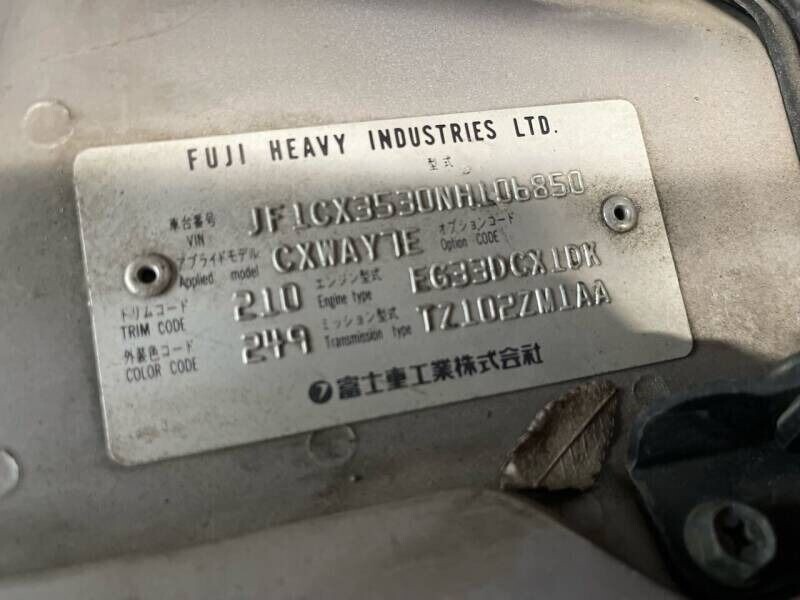 FUJI HEAVY INDUSTRIES LTD.
型式
車台番号 VIN JF1CX3530NH106850
アプライドモデル Applied model CXWAY7E オプションコード Option CODE
トリムコード TRIM CODE 210 エンジン型式 Engine type EG33DCX1DK
外装色コード COLOR CODE 249 ミッション型式 Transmission type TZ102ZM1AA
7 富士重工業株式会社